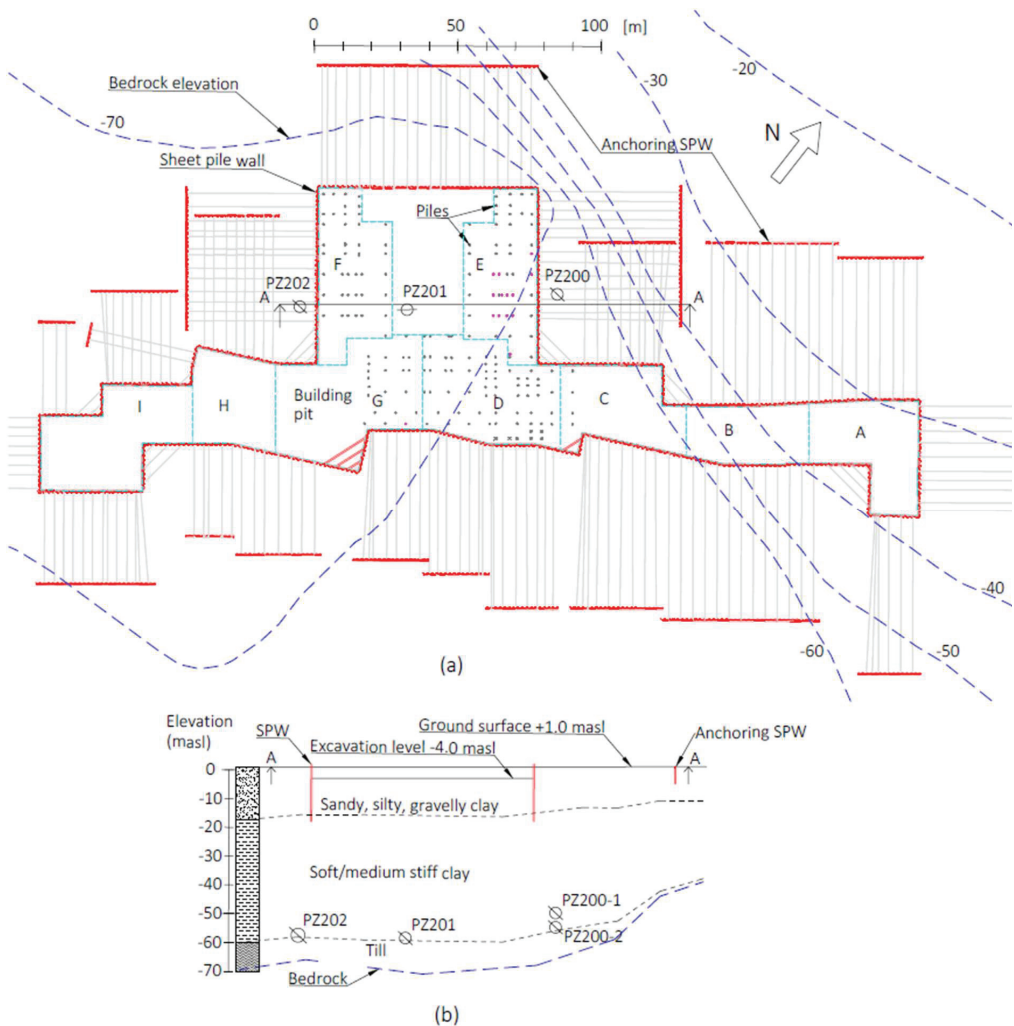 0 50 100 [m]
-20
-30
Bedrock elevation
-70
N
Anchoring SPW
Sheet pile wall
Piles
F
E
PZ202
PZ201
PZ200
A
A
Building
pit
I
H
G
D
C
B
A
-40
-50
-60
(a)
Elevation
(masl)
SPW
Ground surface +1.0 masl
Anchoring SPW
Excavation level -4.0 masl
A
A
0
-10
-20
-30
-40
-50
-60
-70
Sandy, silty, gravelly clay
Soft/medium stiff clay
PZ200-1
PZ202
PZ201
PZ200-2
Till
Bedrock
(b)